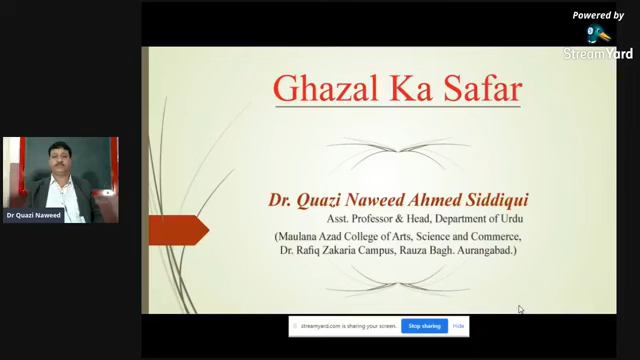 Powered by
StreamYard
Ghazal Ka Safar
Dr. Quazi Naweed Ahmed Siddiqui
Asst. Professor & Head, Department of Urdu
(Maulana Azad College of Arts, Science and Commerce,
Dr. Rafiq Zakaria Campus, Rauza Bagh. Aurangabad.)
Dr Quazi Naweed
streamyard.com is sharing your screen.
Stop sharing
Hide